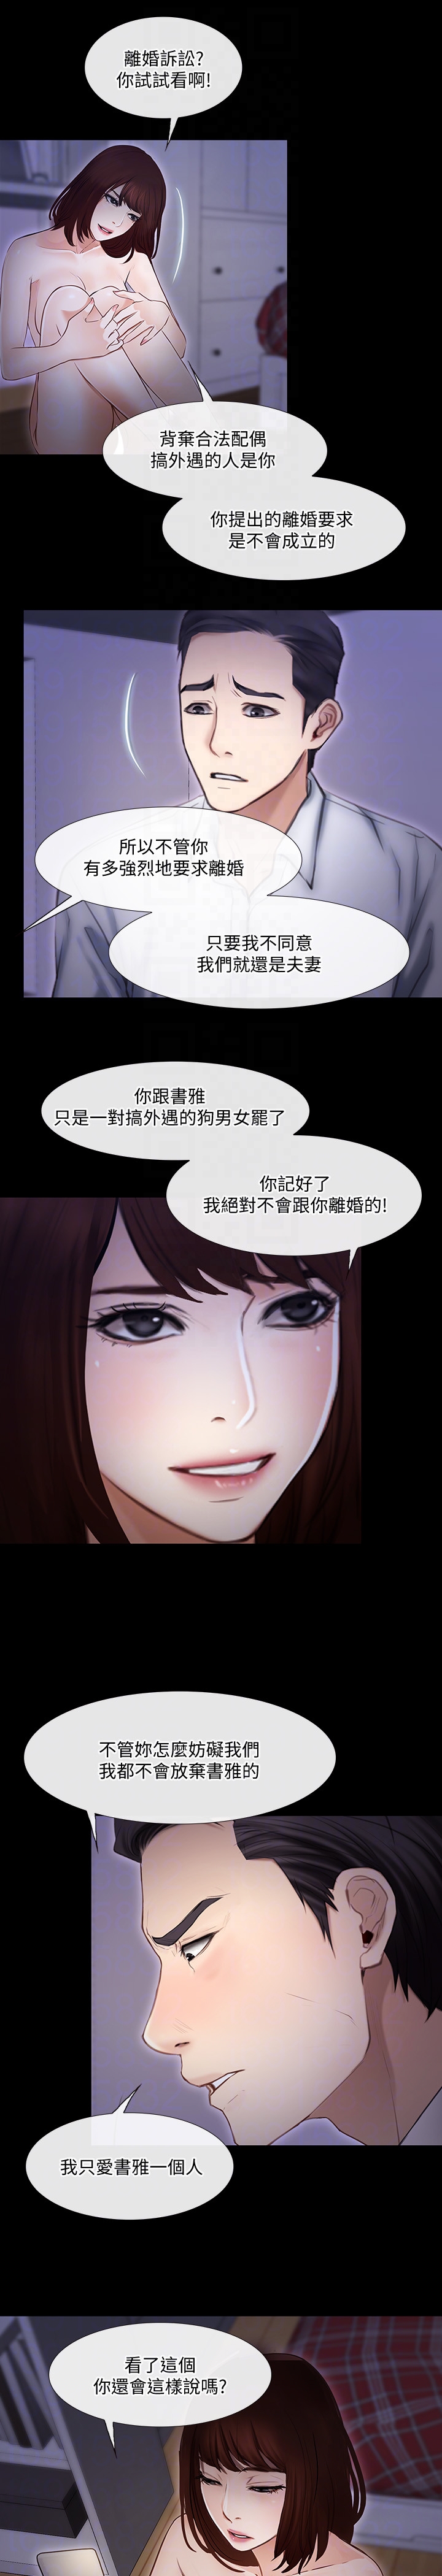 離婚訴訟?
你試試看啊!
背棄合法配偶
搞外遇的人是你
你提出的離婚要求
是不會成立的
所以不管你
有多強烈地要求離婚
只要我不同意
我們就還是夫妻
你跟書雅
只是一對搞外遇的狗男女罷了
你記好了
我絕對不會跟你離婚的!
不管妳怎麼妨礙我們
我都不會放棄書雅的
我只愛書雅一個人
看了這個
你還會這樣說嗎?